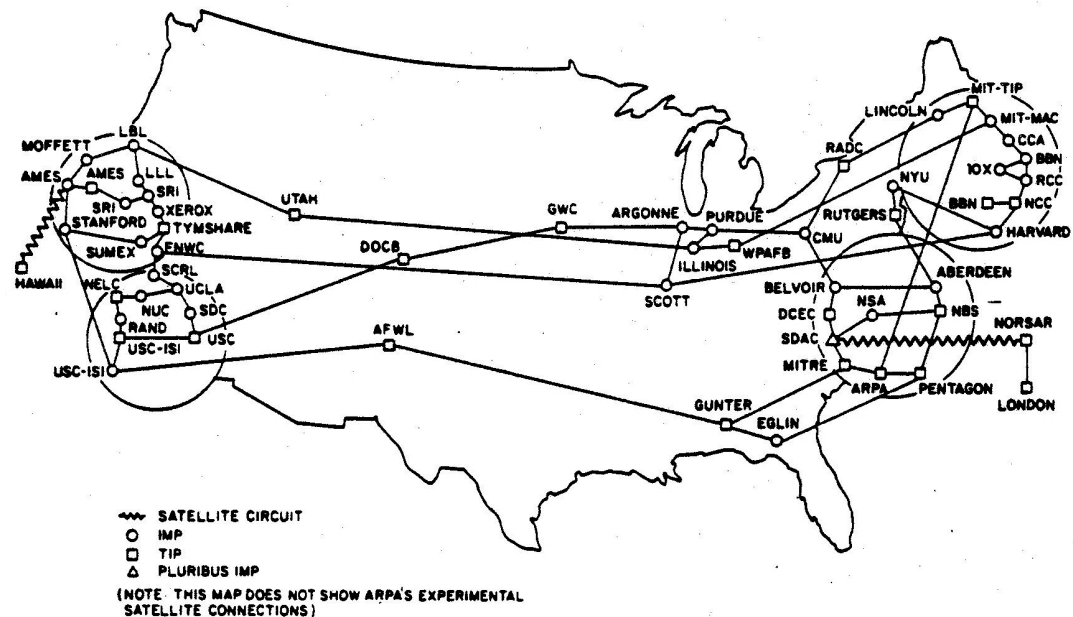 MIT-TIP
LINCOLN
MIT-MAC
LBL
MOFFETT
CCA
RADC
BBN
AMES
AMES
LLL
10X
RCC
SRI
NYU
SRI
UTAH
XEROX
BBN
NCC
STANFORD
GWC
ARGONNE
PURDUE
RUTGERS
TYMSHARE
SUMEX
FNWC
DOCB
WPAFB
CMU
HARVARD
ILLINOIS
HAWAII
NELC
SCRL
UCLA
SCOTT
BELVOIR
ABERDEEN
NUC
SDC
NSA
DCEC
NBS
RAND
AFWL
SDAC
NORSAR
USC-ISI
USC
USC-ISI
MITRE
ARPA
PENTAGON
LONDON
GUNTER
EGLIN
SATELLITE CIRCUIT
IMP
TIP
PLURIBUS IMP
(NOTE: THIS MAP DOES NOT SHOW ARPA'S EXPERIMENTAL
SATELLITE CONNECTIONS)